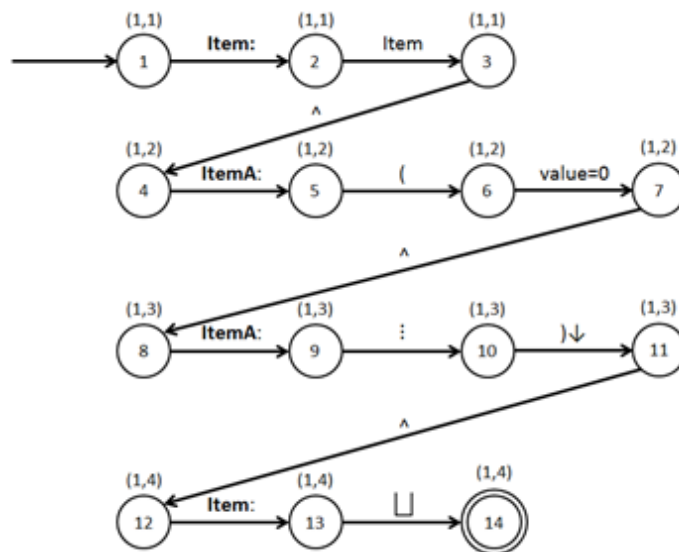 (1,1) (1,1) (1,1)
Item: Item
1 2 3
^
(1,2) (1,2) (1,2) (1,2)
ItemA: ( value=0
4 5 6 7
^
(1,3) (1,3) (1,3) (1,3)
ItemA: ⋮ )↓
8 9 10 11
^
(1,4) (1,4) (1,4)
Item: ⨆
12 13 14